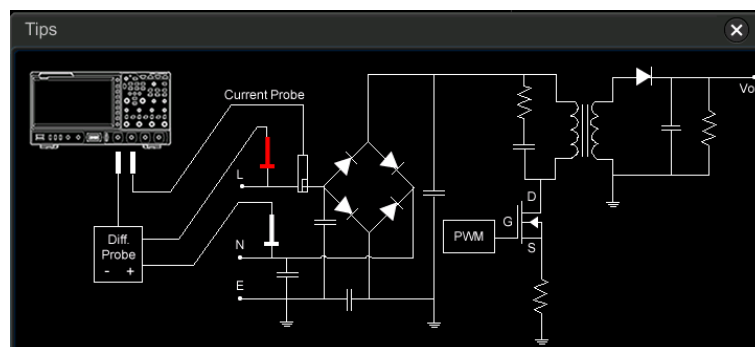 Tips
Current Probe
Vo
L
D
G
PWM
S
Diff.
Probe
- +
N
E